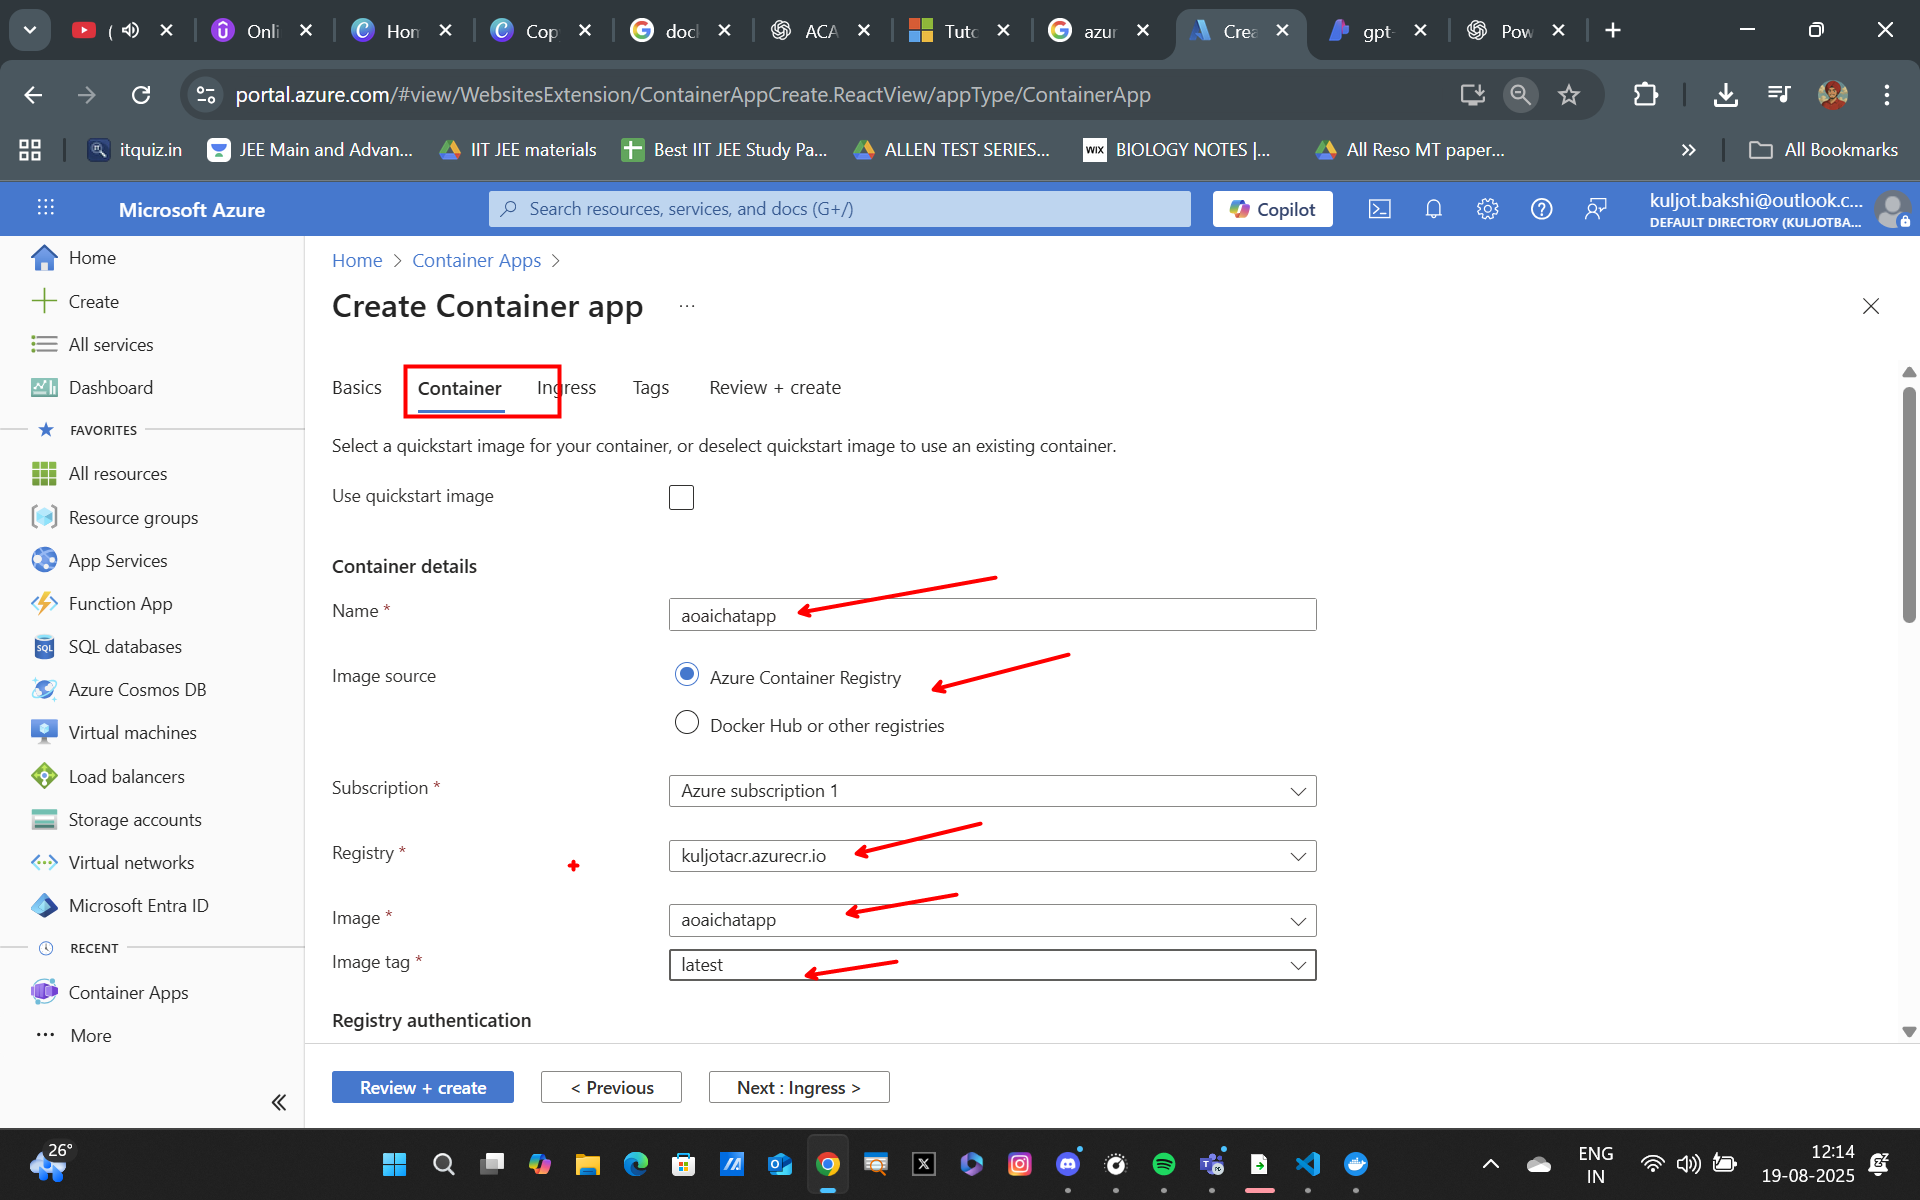 Onli
Hom
Cop
doc
ACA
Tuto
azur
Crea
gpt-
Pow
portal.azure.com/#view/WebsitesExtension/ContainerAppCreate.ReactView/appType/ContainerApp
itquiz.in
JEE Main and Advan...
IIT JEE materials
Best IIT JEE Study Pa...
ALLEN TEST SERIES...
WIX
BIOLOGY NOTES |...
All Reso MT paper...
All Bookmarks
Microsoft Azure
Search resources, services, and docs (G+/)
Copilot
kuljot.bakshi@outlook.c...
DEFAULT DIRECTORY (KULJOTBA...
Home
Create
All services
Dashboard
FAVORITES
All resources
Resource groups
App Services
Function App
SQL
SQL databases
Azure Cosmos DB
Virtual machines
Load balancers
Storage accounts
Virtual networks
Microsoft Entra ID
RECENT
Container Apps
More
Home > Container Apps >
Create Container app
Basics
Container
Ingress
Tags
Review + create
Select a quickstart image for your container, or deselect quickstart image to use an existing container.
Use quickstart image
Container details
Name *
aoaichatapp
Image source
Azure Container Registry
Docker Hub or other registries
Subscription *
Azure subscription 1
Registry *
kuljotacr.azurecr.io
Image *
aoaichatapp
Image tag *
latest
Registry authentication
Review + create
< Previous
Next : Ingress >
26°
ENG
IN
12:14
19-08-2025